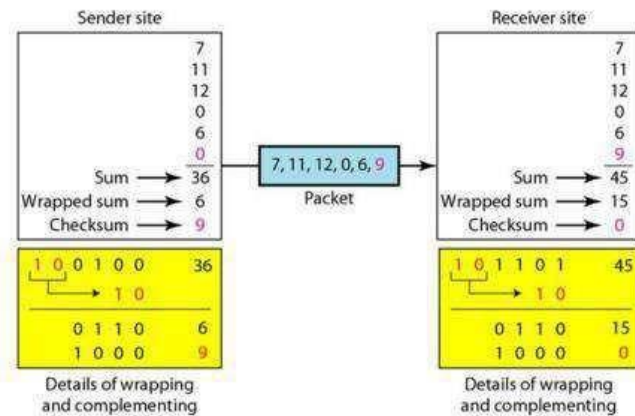 Sender site
7
11
12
0
6
0
Sum 36
Wrapped sum 6
Checksum 9
1 0 0 1 0 0 36
1 0
0 1 1 0 6
1 0 0 0 9
Details of wrapping
and complementing
7, 11, 12, 0, 6, 9
Packet
Receiver site
7
11
12
0
6
9
Sum 45
Wrapped sum 15
Checksum 0
1 0 1 1 0 1 45
1 0
0 1 1 0 15
1 0 0 0 0
Details of wrapping
and complementing